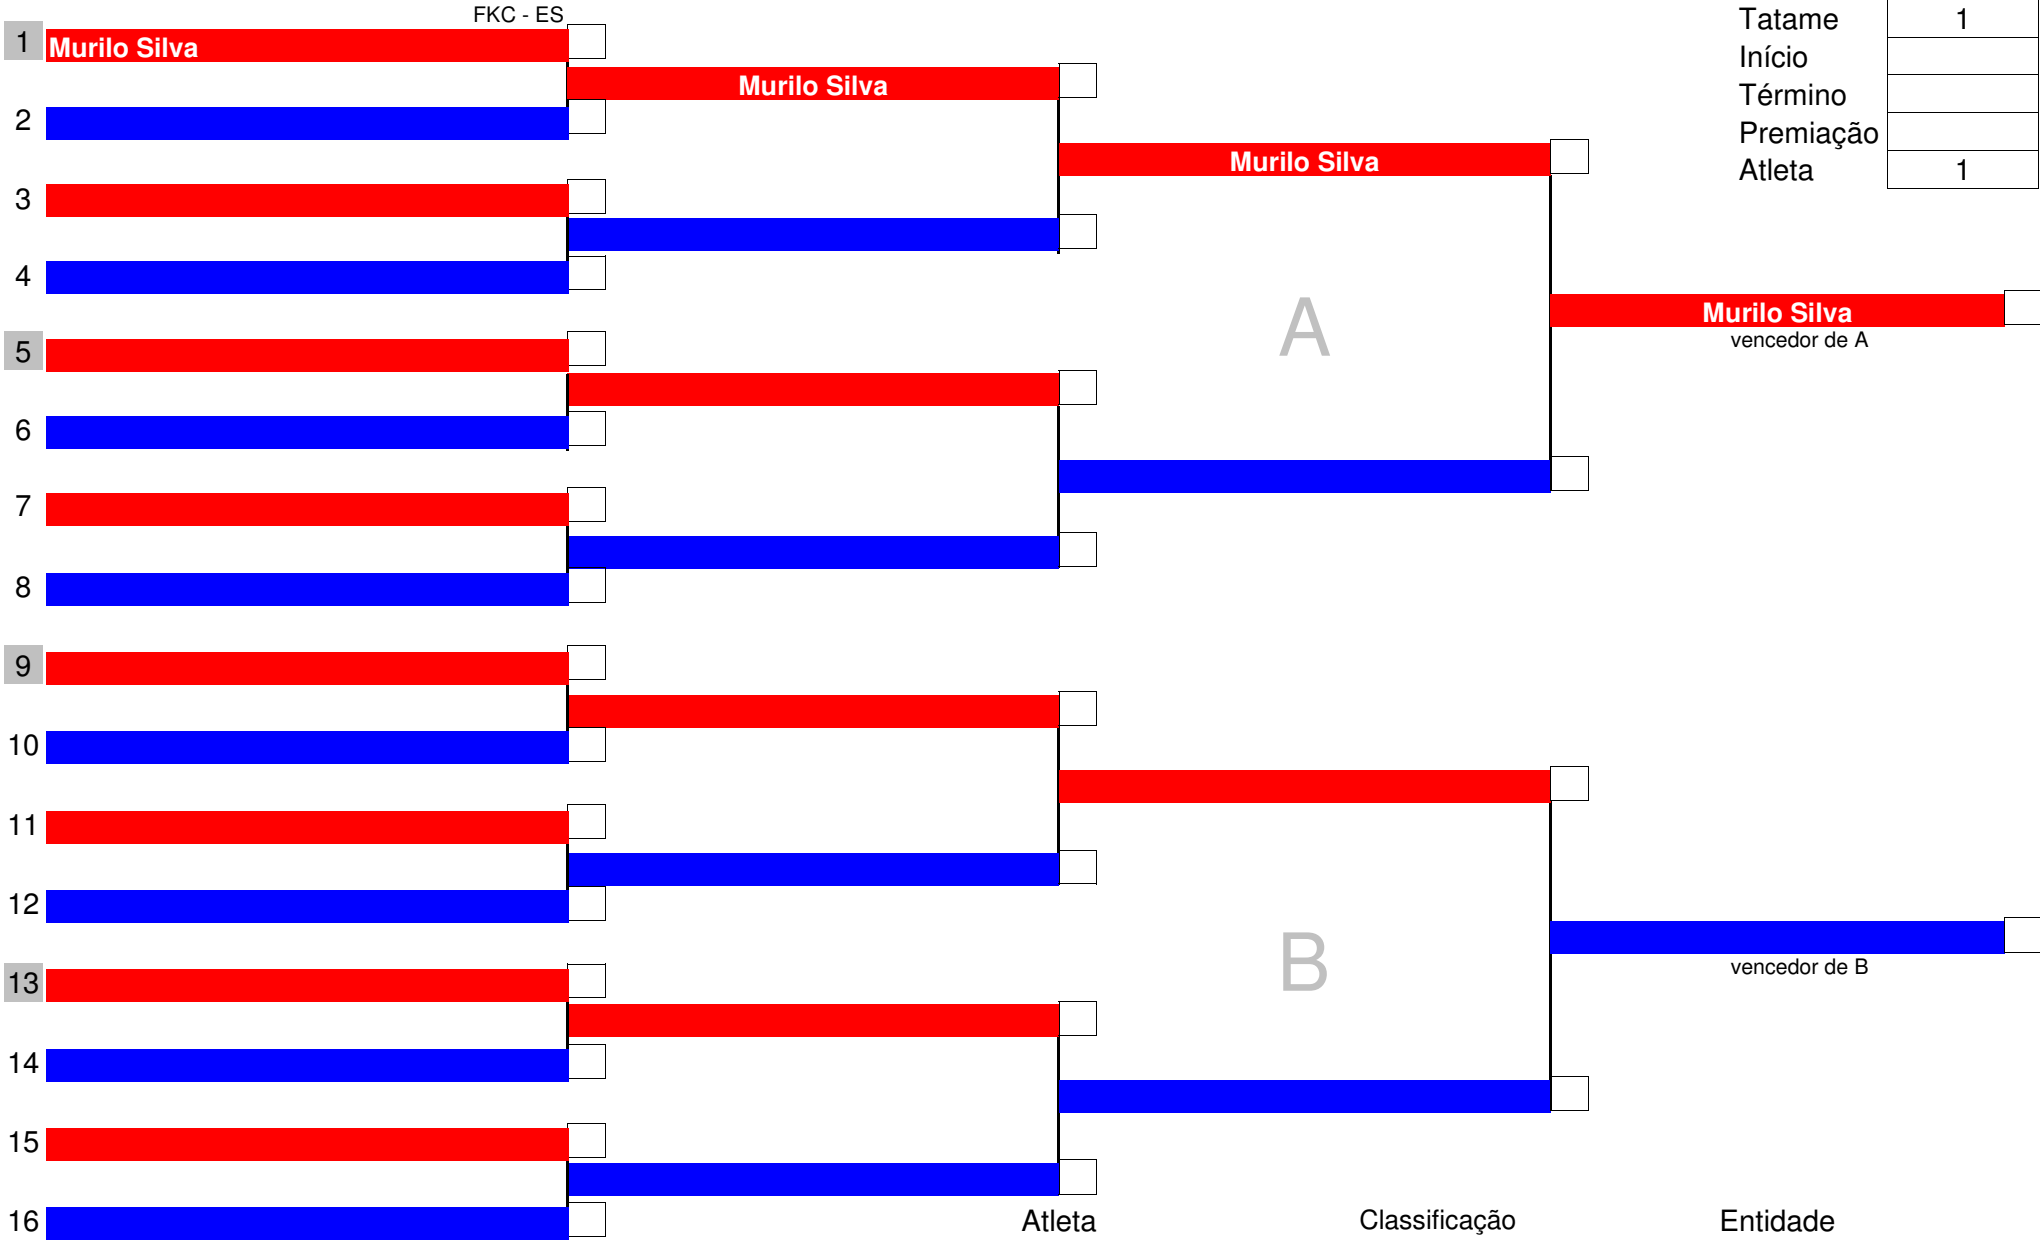 FKC - ES
Tatame 1
1 Murilo Silva
Início
Murilo Silva
Término
2
Premiação
Murilo Silva
Atleta 1
3
4
Murilo Silva
A
vencedor de A
5
6
7
8
9
10
11
12
B
vencedor de B
13
14
15
16
Atleta Classificação Entidade